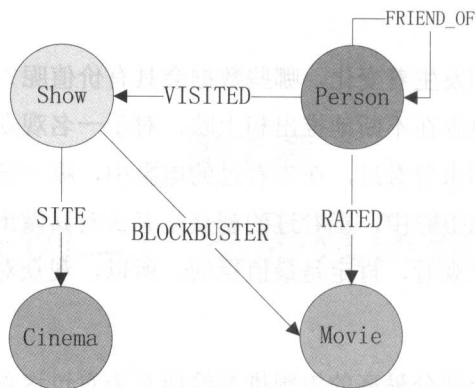 FRIEND_OF
Show
VISITED
Person
SITE
BLOCKBUSTER
RATED
Cinema
Movie